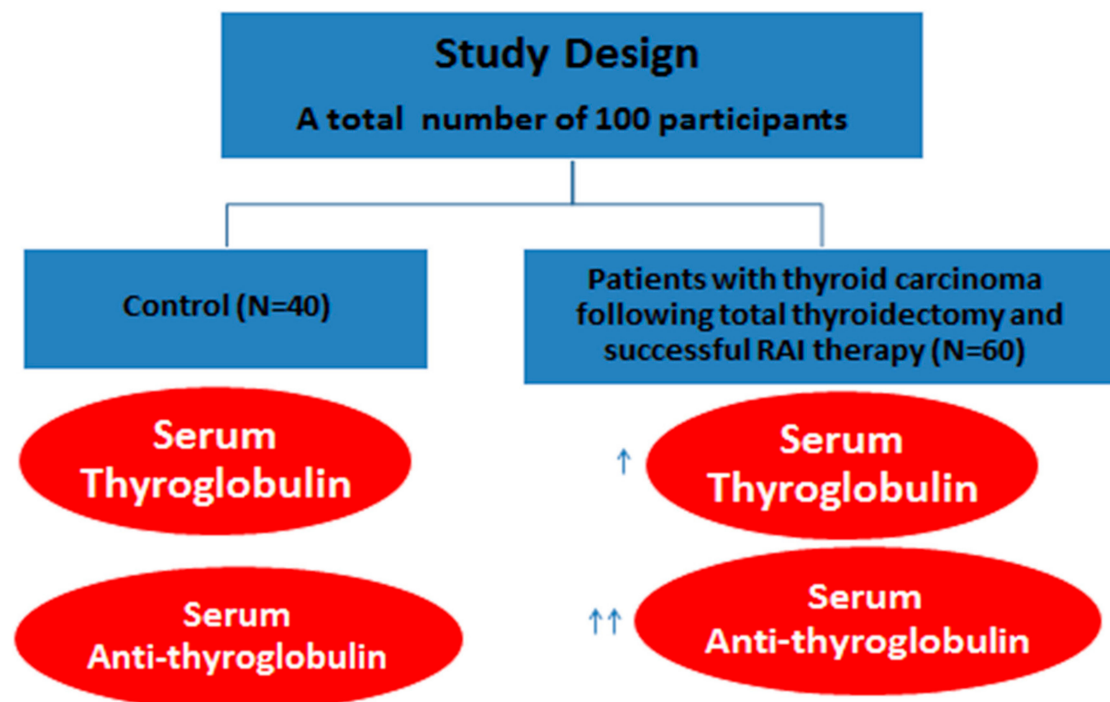 Study Design
A total number of 100 participants
Control (N=40)
Patients with thyroid carcinoma
following total thyroidectomy and
successful RAI therapy (N=60)
Serum
Thyroglobulin
↑
Serum
Thyroglobulin
Serum
Anti-thyroglobulin
↑↑
Serum
Anti-thyroglobulin